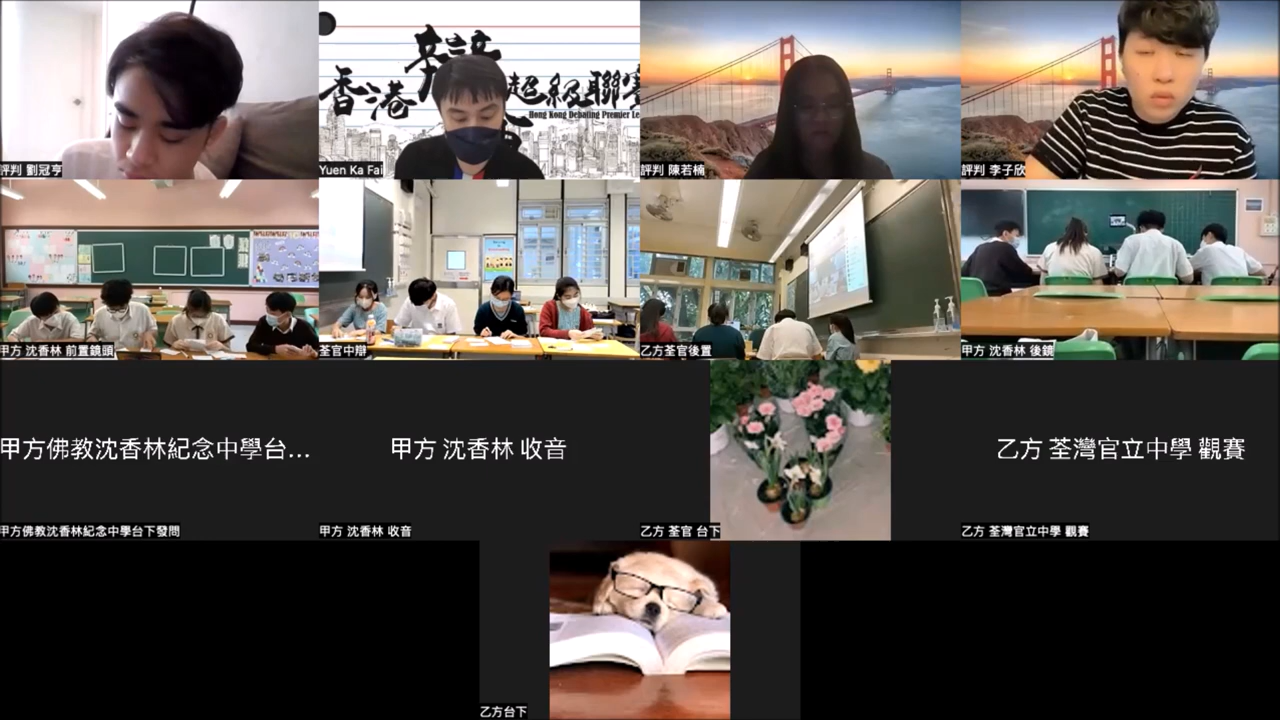 香港辯論超級聯賽
Hong Kong Debating Premier Le
評判 劉冠亨
Yuen Ka Fai
評判 陳若楠
評判 李子欣
甲方 沈香林 前置鏡頭
荃官中辯
乙方荃官後置
甲方 沈香林 後鏡
甲方佛教沈香林紀念中學台...
甲方 沈香林 收音
乙方 荃灣官立中學 觀賽
甲方佛教沈香林紀念中學台下發問
甲方 沈香林 收音
乙方 荃官 台下
乙方 荃灣官立中學 觀賽
乙方台下